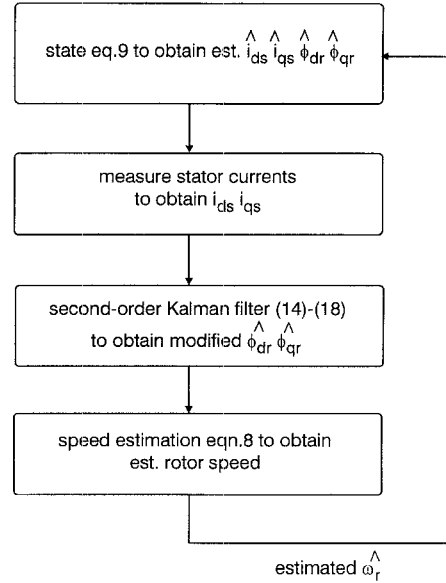 state eq.9 to obtain est. î_ds î_qs ϕ̂_dr ϕ̂_qr
measure stator currents
to obtain i_ds i_qs
second-order Kalman filter (14)-(18)
to obtain modified ϕ̂_dr ϕ̂_qr
speed estimation eqn.8 to obtain
est. rotor speed
estimated ω̂_r